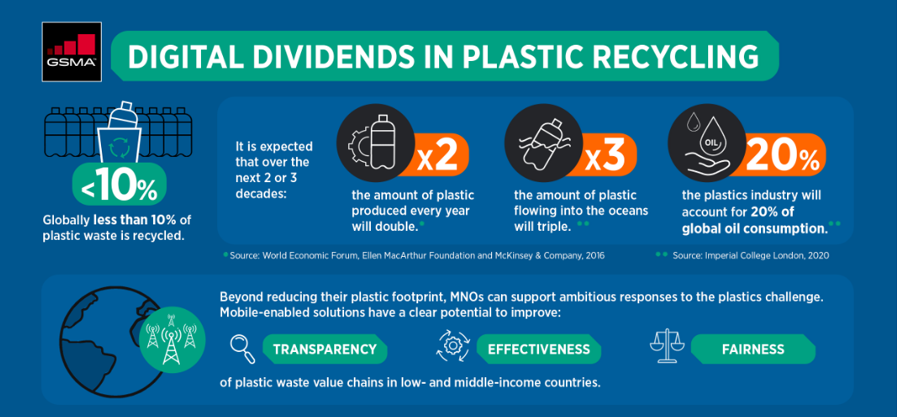 GSMA
DIGITAL DIVIDENDS IN PLASTIC RECYCLING
<10%
Globally less than 10% of
plastic waste is recycled.
It is expected
that over the
next 2 or 3
decades:
x2
the amount of plastic
produced every year
will double.*
x3
the amount of plastic
flowing into the oceans
will triple. **
OIL
20%
the plastics industry will
account for 20% of
global oil consumption.**
* Source: World Economic Forum, Ellen MacArthur Foundation and McKinsey & Company, 2016
** Source: Imperial College London, 2020
Beyond reducing their plastic footprint, MNOs can support ambitious responses to the plastics challenge.
Mobile-enabled solutions have a clear potential to improve:
TRANSPARENCY
EFFECTIVENESS
FAIRNESS
of plastic waste value chains in low- and middle-income countries.